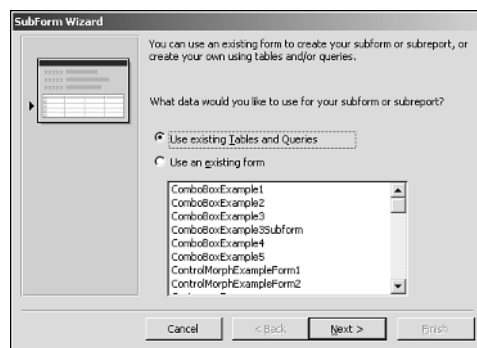 SubForm Wizard
You can use an existing form to create your subform or subreport, or
create your own using tables and/or queries.
What data would you like to use for your subform or subreport?
Use existing Tables and Queries
Use an existing form
ComboBoxExample1
ComboBoxExample2
ComboBoxExample3
ComboBoxExample3Subform
ComboBoxExample4
ComboBoxExample5
ControlMorphExampleForm1
ControlMorphExampleForm2
Cancel
< Back
Next >
Finish